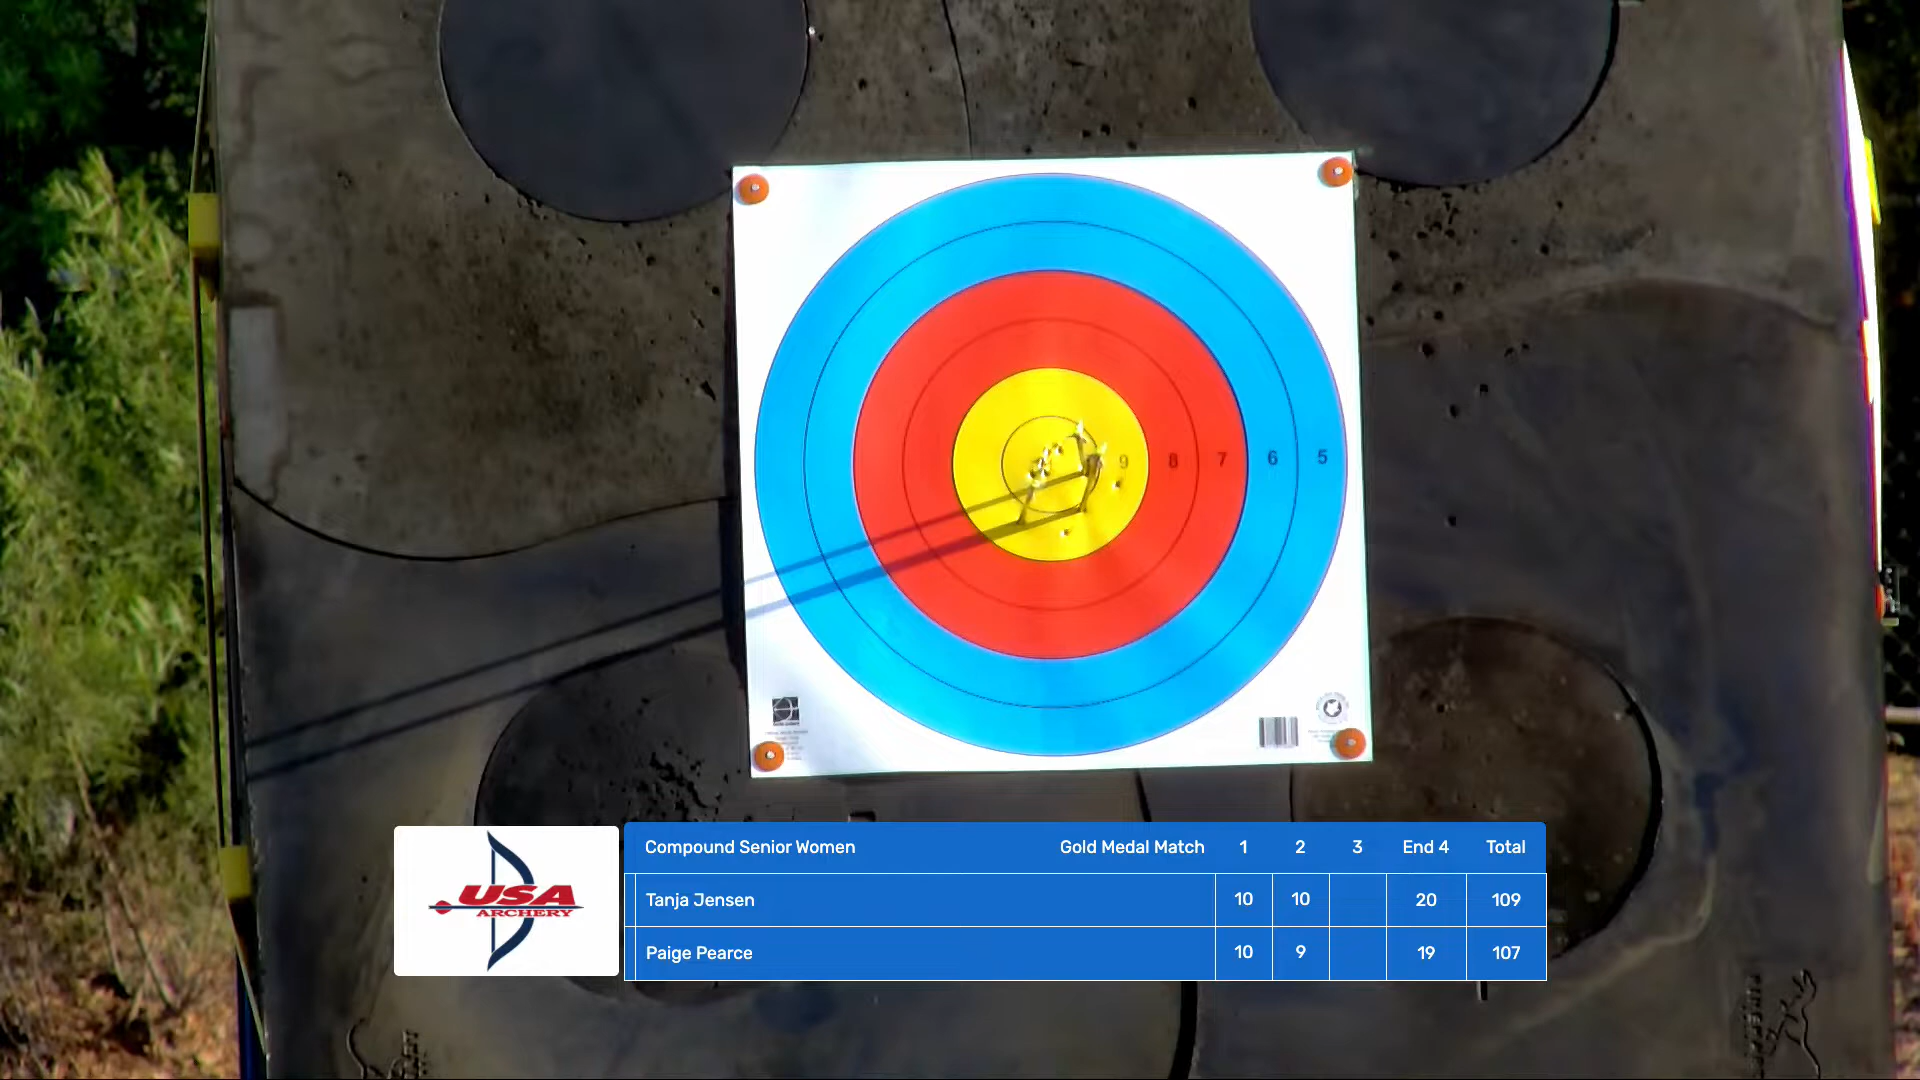 9 8 7 6 5
USA
ARCHERY
Compound Senior Women Gold Medal Match 1 2 3 End 4 Total
Tanja Jensen 10 10 20 109
Paige Pearce 10 9 19 107